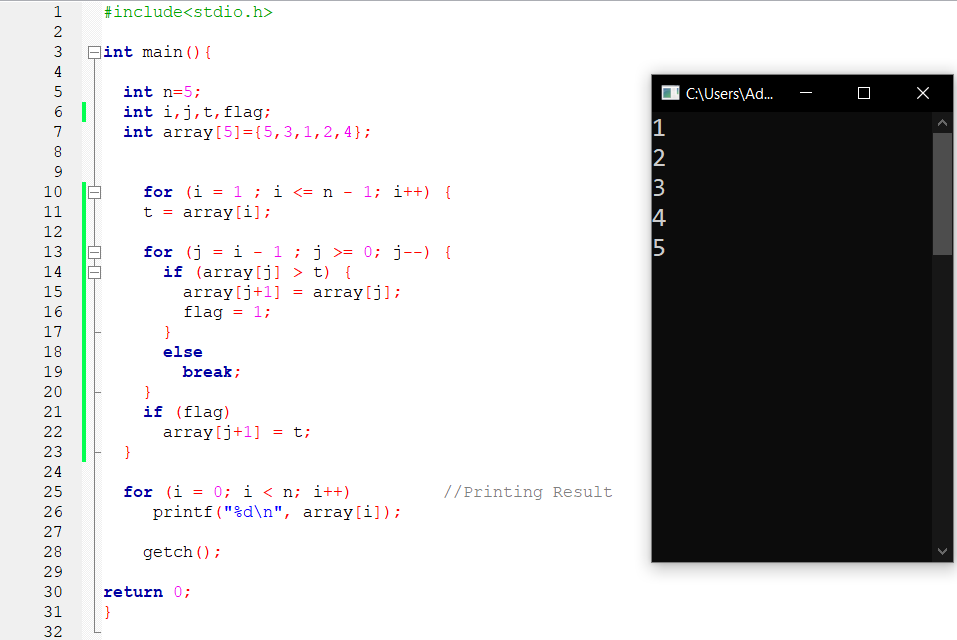 1 #include<stdio.h>
2
3 int main(){
4
5 int n=5;
6 int i,j,t,flag;
7 int array[5]={5,3,1,2,4};
8
9
10 for (i = 1 ; i <= n - 1; i++) {
11 t = array[i];
12
13 for (j = i - 1 ; j >= 0; j--) {
14 if (array[j] > t) {
15 array[j+1] = array[j];
16 flag = 1;
17 }
18 else
19 break;
20 }
21 if (flag)
22 array[j+1] = t;
23 }
24
25 for (i = 0; i < n; i++) //Printing Result
26 printf("%d\n", array[i]);
27
28 getch();
29
30 return 0;
31 }
32
C:\Users\Ad...
1
2
3
4
5